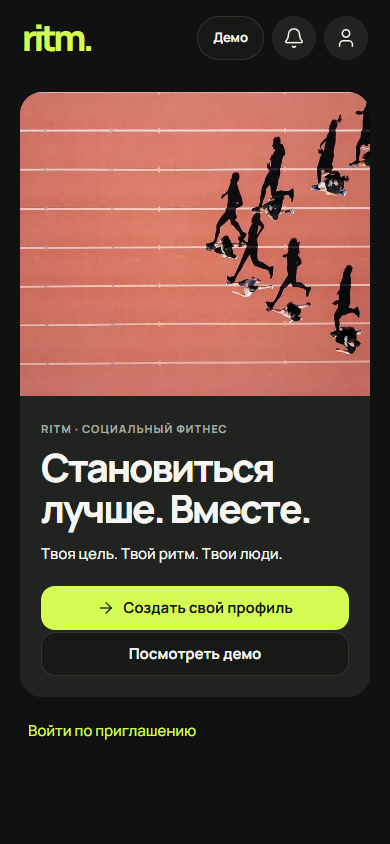 ritm.
Демо
RITM · СОЦИАЛЬНЫЙ ФИТНЕС
Становиться
лучше. Вместе.
Твоя цель. Твой ритм. Твои люди.
Создать свой профиль
Посмотреть демо
Войти по приглашению